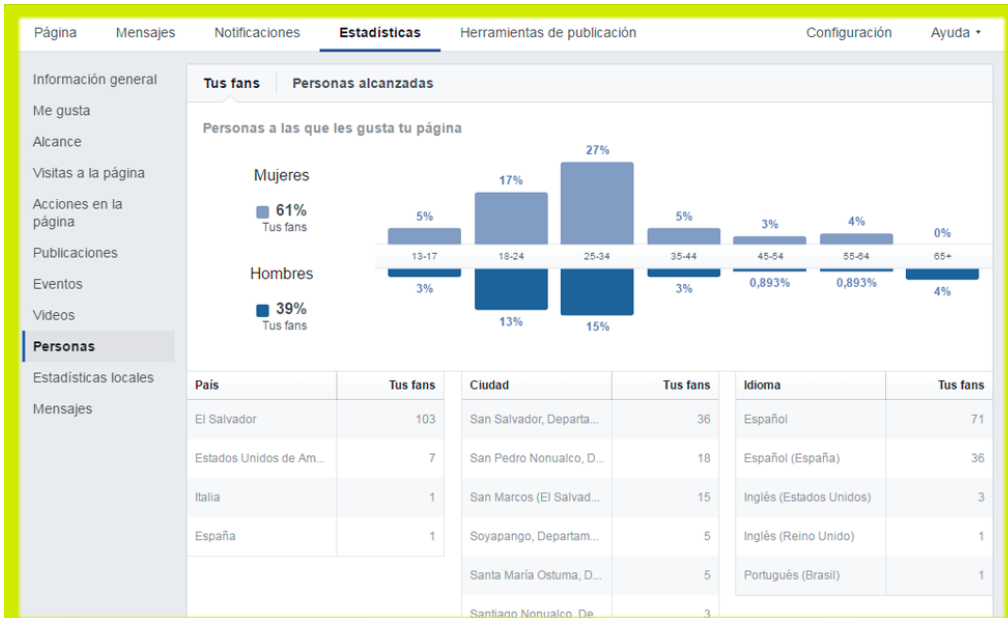 Página Mensajes Notificaciones Estadísticas Herramientas de publicación Configuración Ayuda
Información general
Me gusta
Alcance
Visitas a la página
Acciones en la
página
Publicaciones
Eventos
Videos
Personas
Estadísticas locales
Mensajes
Tus fans Personas alcanzadas
Personas a las que les gusta tu página
Mujeres
61%
Tus fans
Hombres
39%
Tus fans
5% 17% 27% 5% 3% 4% 0%
13-17 18-24 25-34 35-44 45-54 55-64 65+
3% 13% 15% 3% 0,893% 0,893% 4%
País Tus fans
El Salvador 103
Estados Unidos de Am... 7
Italia 1
España 1
Ciudad Tus fans
San Salvador, Departa... 36
San Pedro Nonualco, D... 18
San Marcos (El Salvad... 15
Soyapango, Departam... 5
Santa María Ostuma, D... 5
Santiago Nonualco, De... 3
Idioma Tus fans
Español 71
Español (España) 36
Inglés (Estados Unidos) 3
Inglés (Reino Unido) 1
Portugués (Brasil) 1